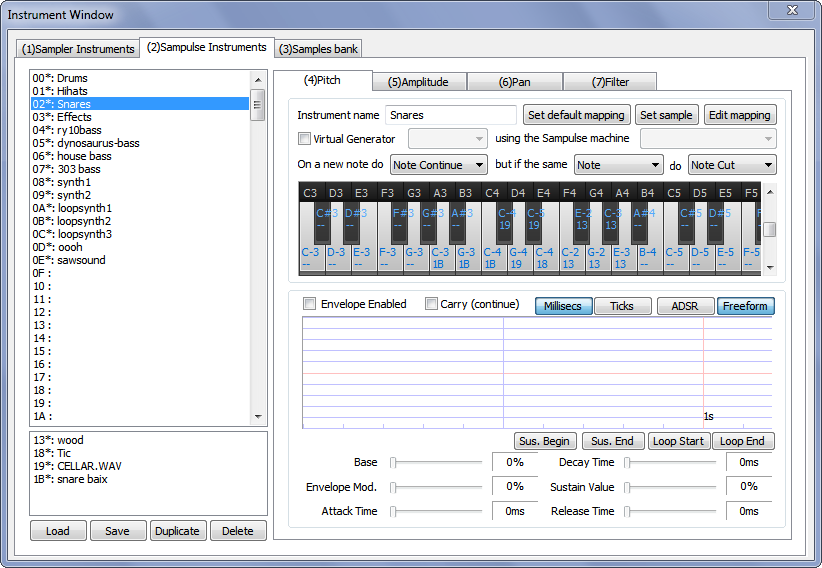 Instrument Window
(1)Sampler Instruments (2)Sampulse Instruments (3)Samples bank
00*: Drums
01*: Hihats
02*: Snares
03*: Effects
04*: ry10bass
05*: dynosaurus-bass
06*: house bass
07*: 303 bass
08*: synth1
09*: synth2
0A*: loopsynth1
0B*: loopsynth2
0C*: loopsynth3
0D*: oooh
0E*: sawsound
0F :
10 :
11 :
12 :
13 :
14 :
15 :
16 :
17 :
18 :
19 :
1A :
13*: wood
18*: Tic
19*: CELLAR.WAV
1B*: snare baix
Load Save Duplicate Delete
(4)Pitch (5)Amplitude (6)Pan (7)Filter
Instrument name Snares Set default mapping Set sample Edit mapping
Virtual Generator using the Sampulse machine
On a new note do Note Continue but if the same Note do Note Cut
C3 D3 E3 F3 G3 A3 B3 C4 D4 E4 F4 G4 A4 B4 C5 D5 E5 F5
C#3 D#3 F#3 G#3 A#3 C-4 C-5 E-2 C-3 A#4 C#5 D#5
-- -- -- -- -- 19 19 13 13 -- -- --
C-3 D-3 E-3 F-3 G-3 A-3 G-3 C-4 G-4 C-4 G-2 C-2 E-3 B-4 C-5 D-5 E-5 F-5
-- -- -- -- -- 1B 1B 1B 19 18 13 13 13 -- -- -- -- --
Envelope Enabled Carry (continue) Millisecs Ticks ADSR Freeform
1s
Sus. Begin Sus. End Loop Start Loop End
Base 0% Decay Time 0ms
Envelope Mod. 0% Sustain Value 0%
Attack Time 0ms Release Time 0ms